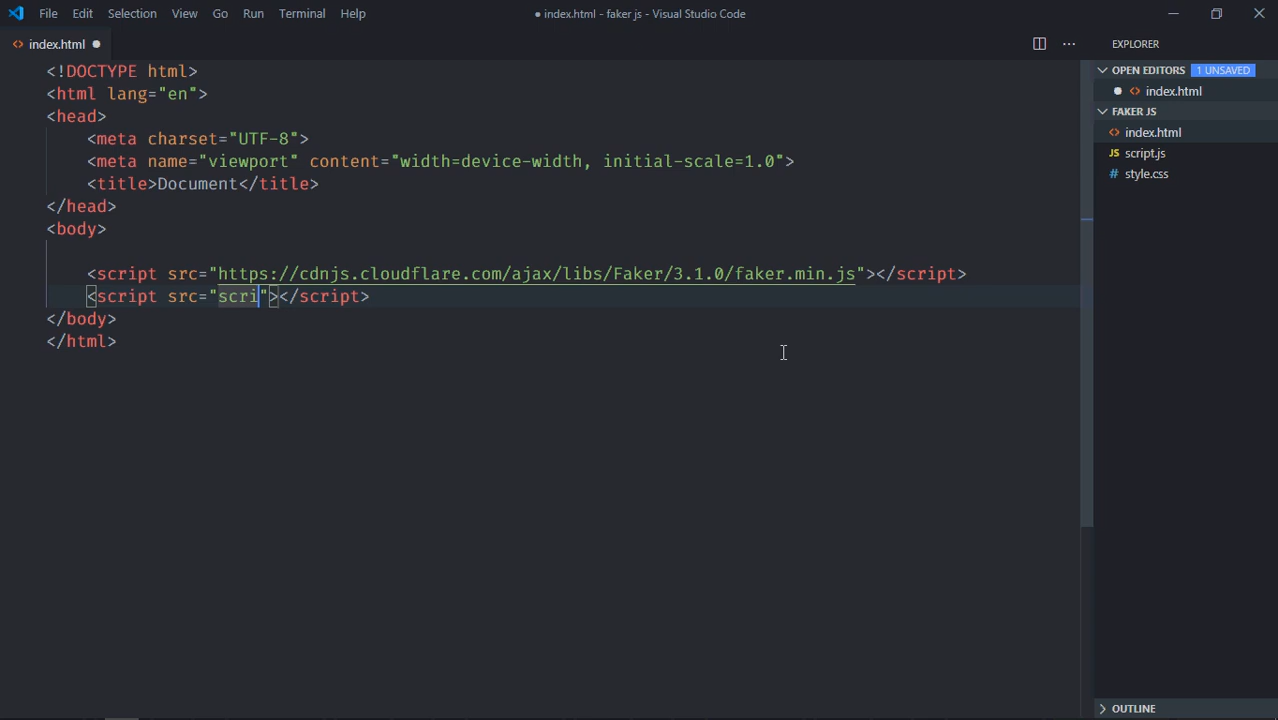 File Edit Selection View Go Run Terminal Help
● index.html - faker js - Visual Studio Code
index.html
<!DOCTYPE html>
<html lang="en">
<head>
<meta charset="UTF-8">
<meta name="viewport" content="width=device-width, initial-scale=1.0">
<title>Document</title>
</head>
<body>
<script src="https://cdnjs.cloudflare.com/ajax/libs/Faker/3.1.0/faker.min.js"></script>
<script src="scri"></script>
</body>
</html>
EXPLORER
OPEN EDITORS 1 UNSAVED
index.html
FAKER JS
index.html
JS script.js
# style.css
OUTLINE